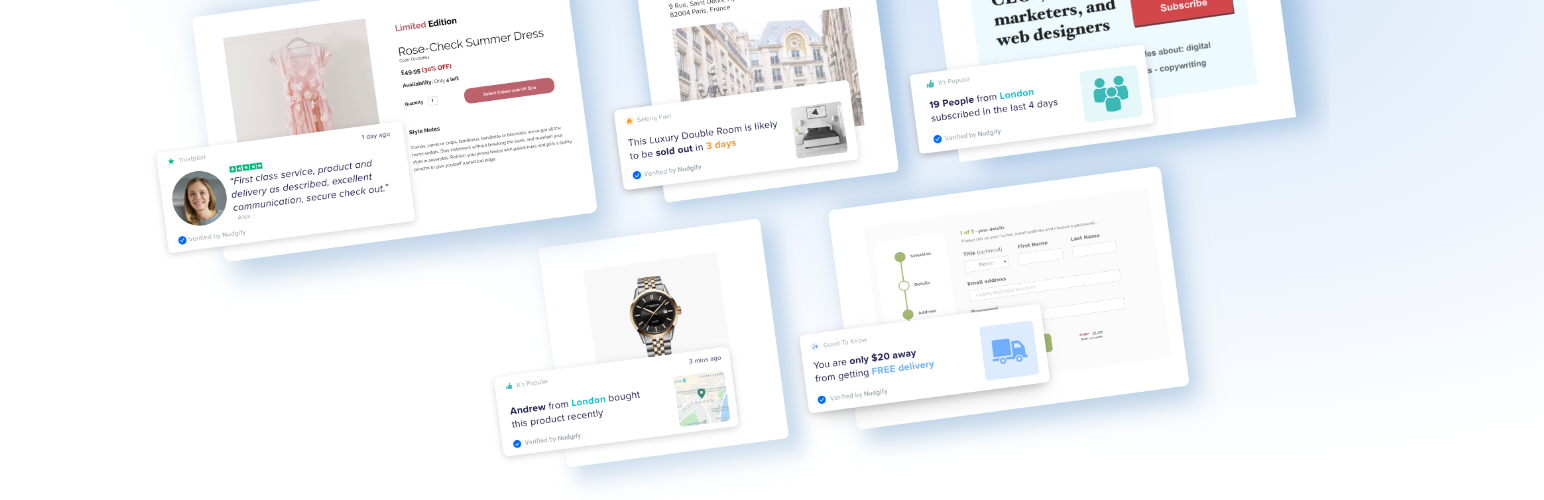 Limited Edition
Rose-Check Summer Dress
£49.95 (30% OFF)
Availability: Only 4 left
Quantity 1
Select Colour and UK Size
Style Notes
1 day ago
Trustpilot
“First class service, product and
delivery as described, excellent
communication, secure check out.”
Alex -
Verified by Nudgify
9 Rue, Saint
82004 Paris, France
Selling Fast
This Luxury Double Room is likely
to be sold out in 3 days
Verified by Nudgify
marketers, and
web designers
Subscribe
les about: digital
s - copywriting
It's Popular
19 People from London
subscribed in the last 4 days
Verified by Nudgify
3 mins ago
It's Popular
Andrew from London bought
this product recently
Verified by Nudgify
1 of 3 - your details
Title (optional)
First Name
Last Name
None
Email address
Details
Address
Good To Know
You are only $20 away
from getting FREE delivery
Verified by Nudgify